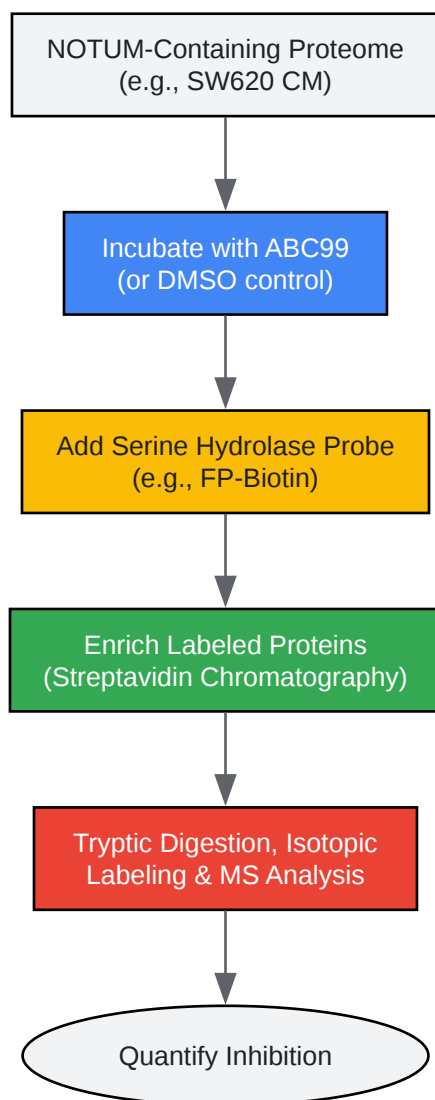 NOTUM-Containing Proteome
(e.g., SW620 CM)
Incubate with ABC99
(or DMSO control)
Add Serine Hydrolase Probe
(e.g., FP-Biotin)
Enrich Labeled Proteins
(Streptavidin Chromatography)
Tryptic Digestion, Isotopic
Labeling & MS Analysis
Quantify Inhibition